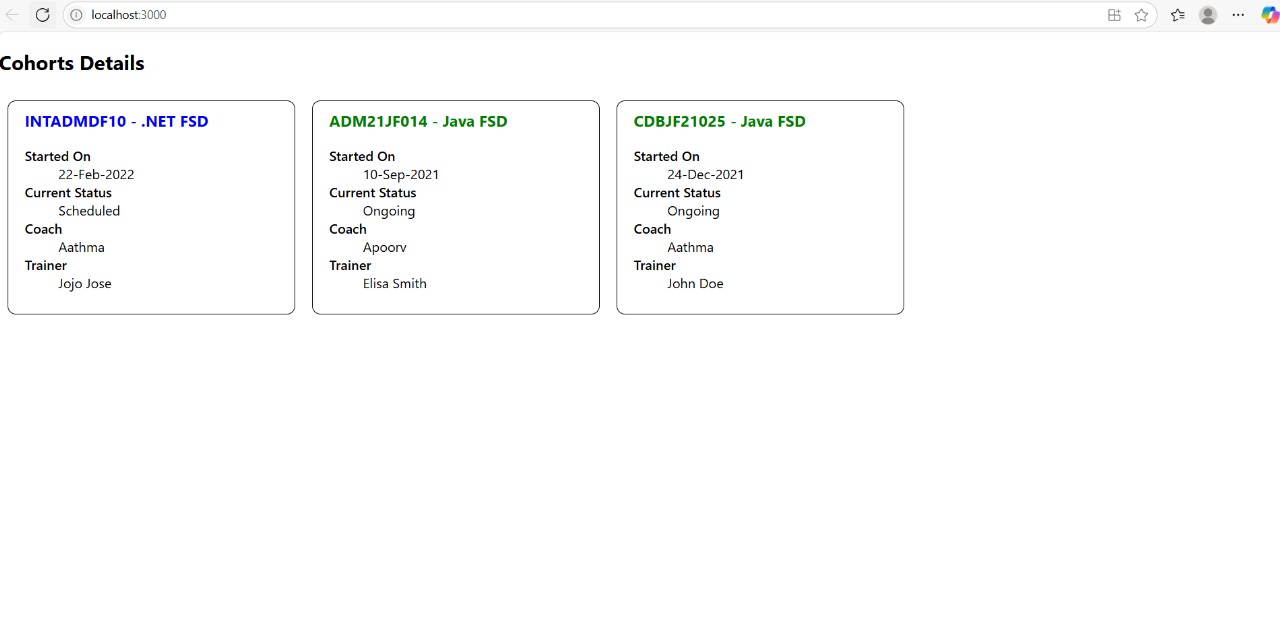 localhost:3000
Cohorts Details
INTADMDF10 - .NET FSD
Started On
22-Feb-2022
Current Status
Scheduled
Coach
Aathma
Trainer
Jojo Jose
ADM21JF014 - Java FSD
Started On
10-Sep-2021
Current Status
Ongoing
Coach
Apoorv
Trainer
Elisa Smith
CDBJF21025 - Java FSD
Started On
24-Dec-2021
Current Status
Ongoing
Coach
Aathma
Trainer
John Doe